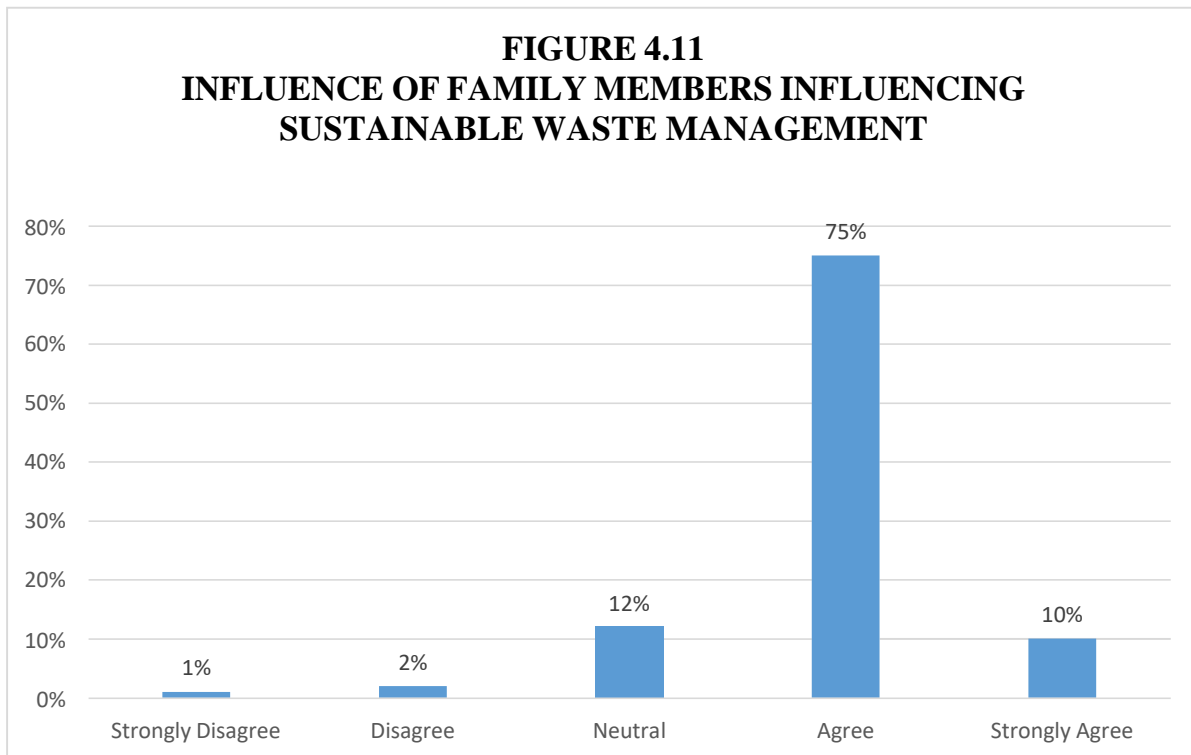 FIGURE 4.11
INFLUENCE OF FAMILY MEMBERS INFLUENCING
SUSTAINABLE WASTE MANAGEMENT
80%
75%
70%
60%
50%
40%
30%
20%
12%
10%
10%
1%
2%
0%
Strongly Disagree
Disagree
Neutral
Agree
Strongly Agree